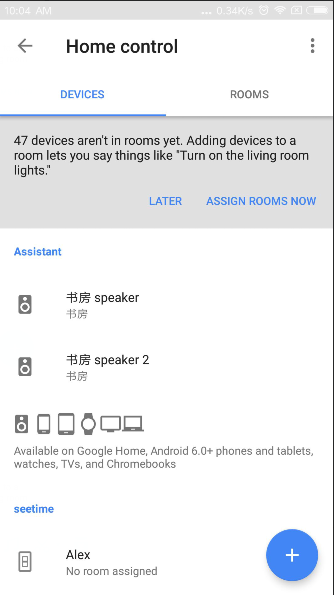 10:04 AM ... 0.34K/s
Home control
DEVICES ROOMS
47 devices aren't in rooms yet. Adding devices to a
room lets you say things like "Turn on the living room
lights."
LATER ASSIGN ROOMS NOW
Assistant
书房 speaker
书房
书房 speaker 2
书房
Available on Google Home, Android 6.0+ phones and tablets,
watches, TVs, and Chromebooks
seetime
Alex
No room assigned